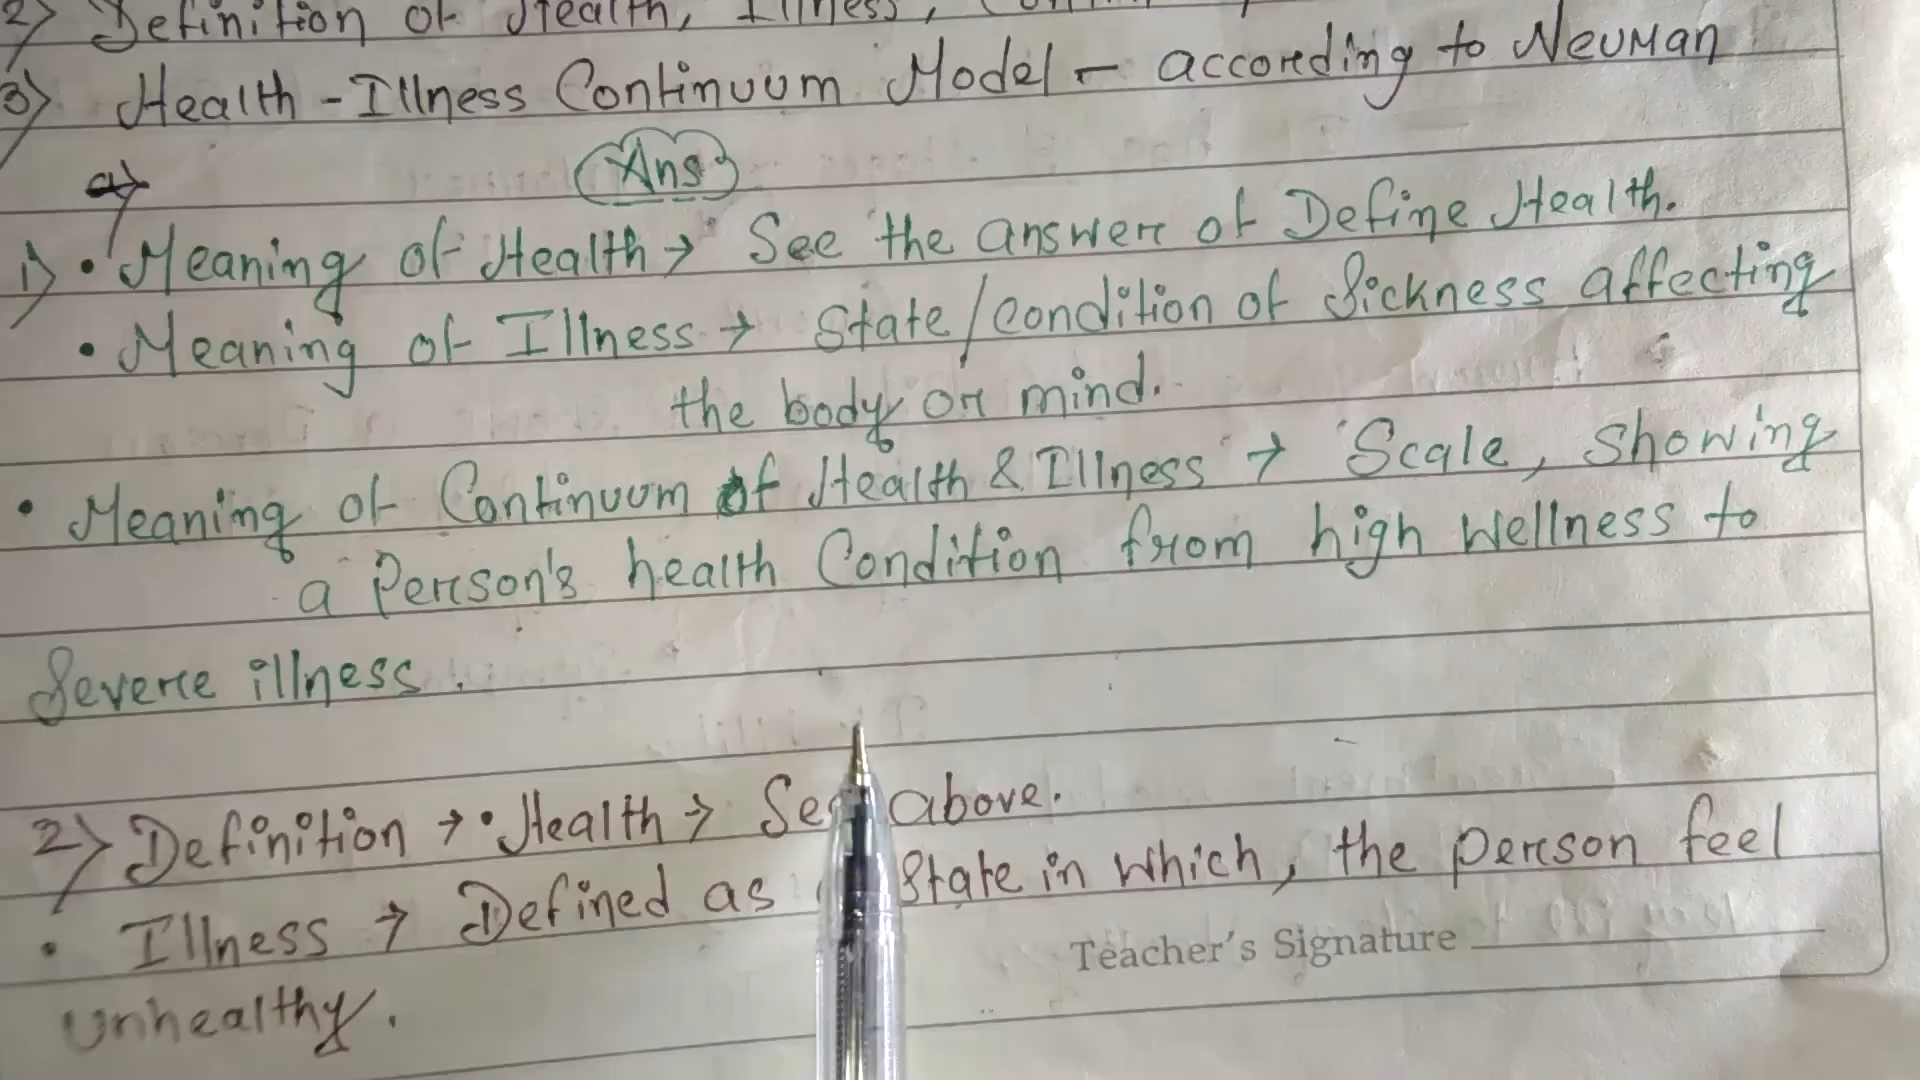 2) Definition of Health, Illness,
3) Health - Illness Continuum Model - according to Neuman
a)
Ans
1) • Meaning of Health → See the answer of Define Health.
• Meaning of Illness → State/condition of Sickness affecting
the body or mind.
• Meaning of Continuum of Health & Illness → Scale, showing
a Person's health Condition from high wellness to
Severe illness.
2) Definition → • Health → See above.
• Illness → Defined as State in which, the person feel
Teacher's Signature
unhealthy.